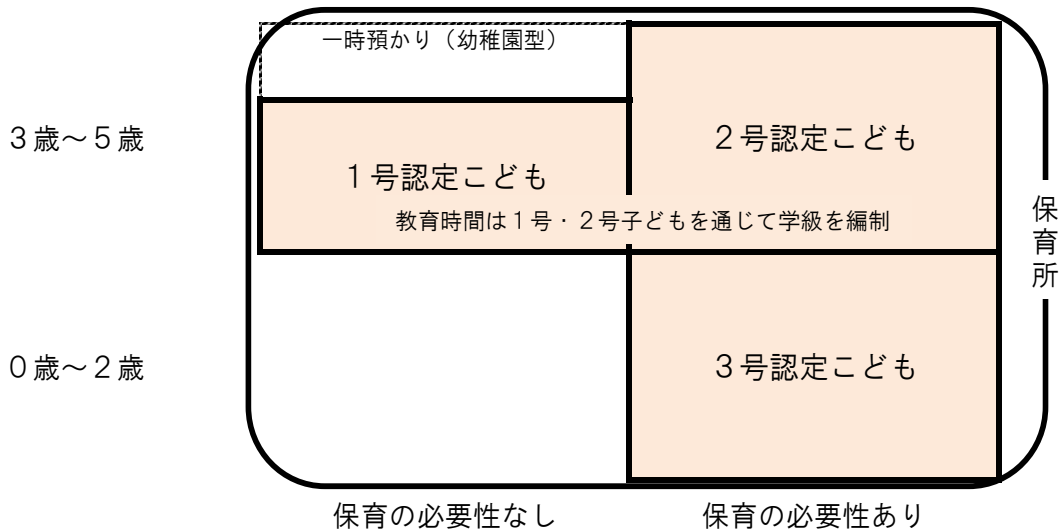 一時預かり（幼稚園型）
３歳～５歳
１号認定こども
２号認定こども
教育時間は１号・２号子どもを通じて学級を編制
保育所
０歳～２歳
３号認定こども
保育の必要性なし
保育の必要性あり